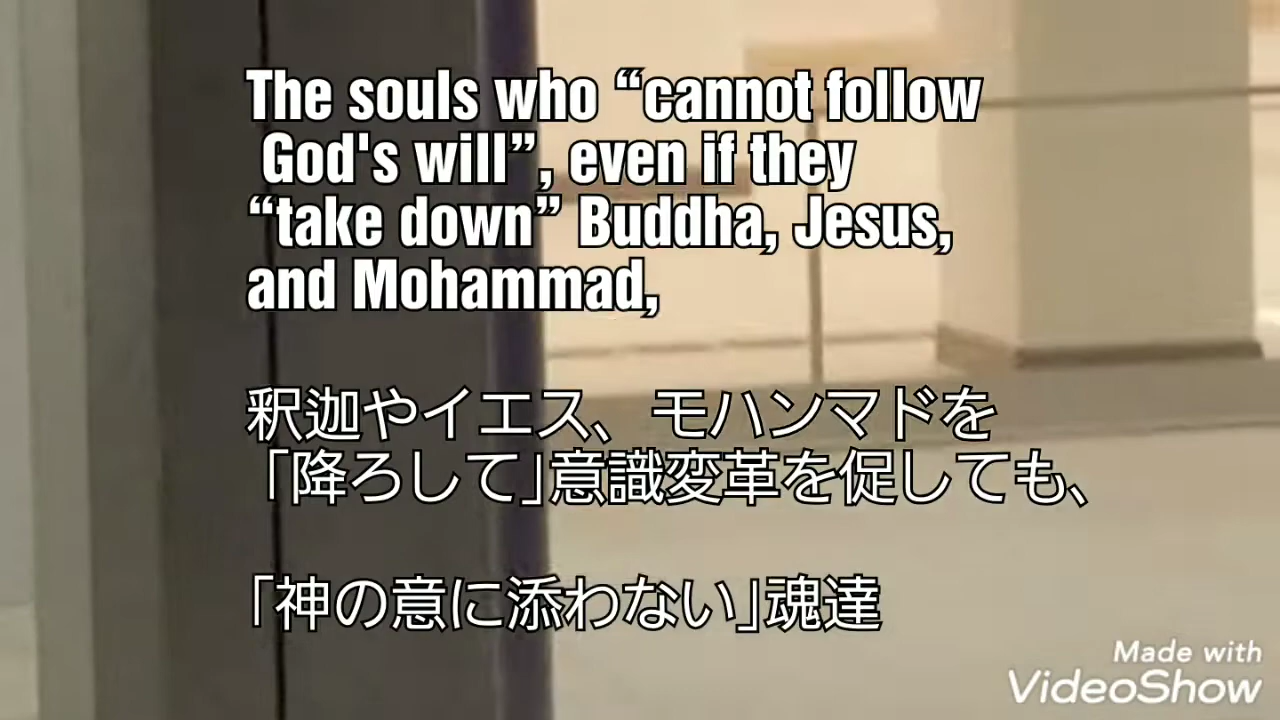 The souls who “cannot follow
God's will”, even if they
“take down” Buddha, Jesus,
and Mohammad,
釈迦やイエス、モハンマドを
「降ろして」意識変革を促しても、
「神の意に添わない」魂達
Made with
VideoShow